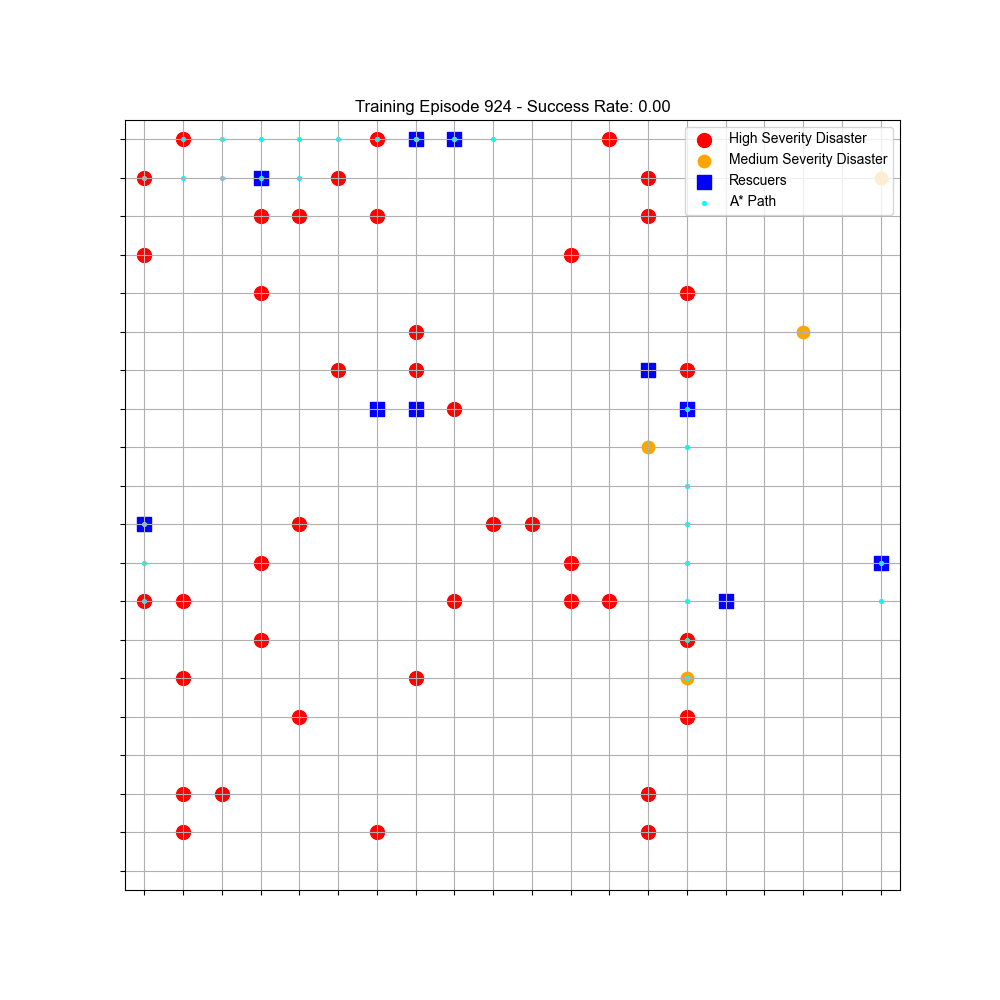 Training Episode 924 - Success Rate: 0.00
High Severity Disaster
Medium Severity Disaster
Rescuers
A* Path